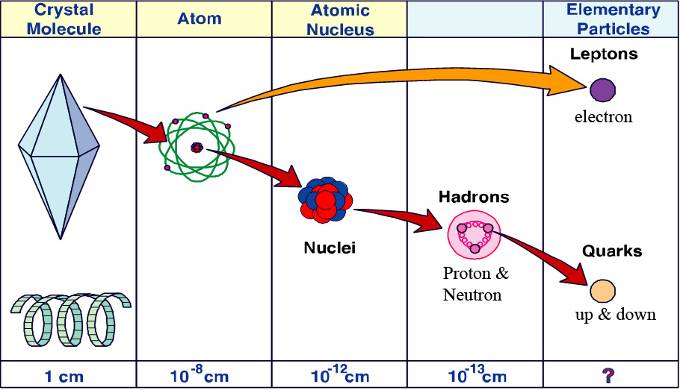 Crystal
Molecule
Atom
Atomic
Nucleus
Elementary
Particles
Leptons
electron
Nuclei
Hadrons
Proton &
Neutron
Quarks
up & down
1 cm
10⁻⁸cm
10⁻¹²cm
10⁻¹³cm
?